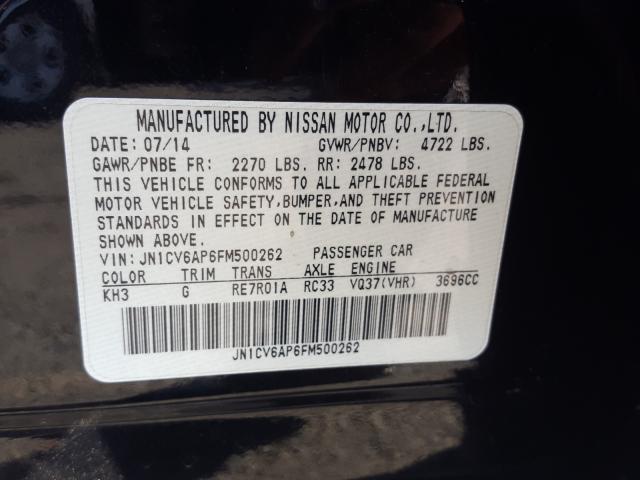 MANUFACTURED BY NISSAN MOTOR CO.,LTD.
DATE: 07/14 GVWR/PNBV: 4722 LBS.
GAWR/PNBE FR: 2270 LBS. RR: 2478 LBS.
THIS VEHICLE CONFORMS TO ALL APPLICABLE FEDERAL
MOTOR VEHICLE SAFETY,BUMPER,AND THEFT PREVENTION
STANDARDS IN EFFECT ON THE DATE OF MANUFACTURE
SHOWN ABOVE.
VIN: JN1CV6AP6FM500262 PASSENGER CAR
COLOR TRIM TRANS AXLE ENGINE
KH3 G RE7R01A RC33 VQ37(VHR) 3696CC
JN1CV6AP6FM500262